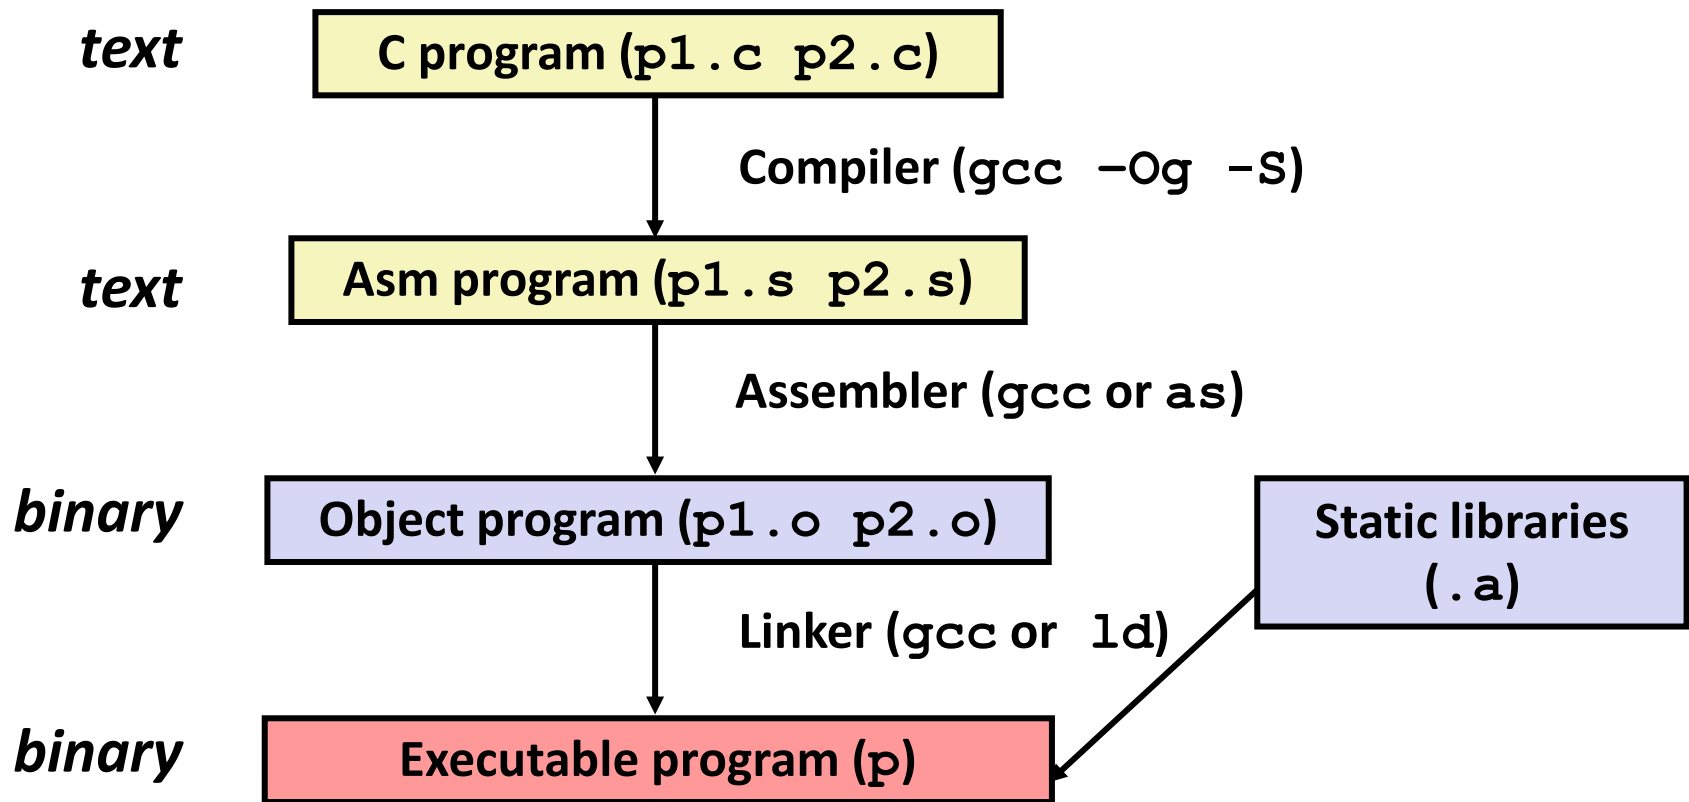 text
C program (p1.c p2.c)
Compiler (gcc –Og -S)
text
Asm program (p1.s p2.s)
Assembler (gcc or as)
binary
Object program (p1.o p2.o)
Static libraries
(.a)
Linker (gcc or ld)
binary
Executable program (p)